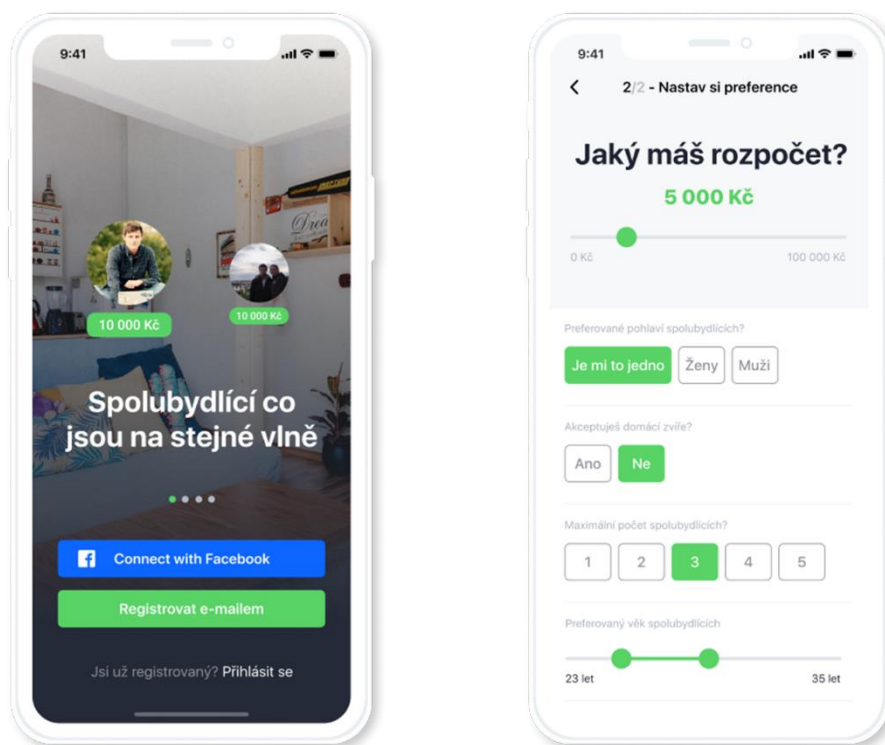 9:41
10 000 Kč
10 000 Kč
Spolubydlící co
jsou na stejné vlně
Connect with Facebook
Registrovat e-mailem
Jsi už registrovaný? Přihlásit se
9:41
2/2 - Nastav si preference
Jaký máš rozpočet?
5 000 Kč
0 Kč 100 000 Kč
Preferované pohlaví spolubydlících?
Je mi to jedno Ženy Muži
Akceptuješ domácí zvíře?
Ano Ne
Maximální počet spolubydlících?
1 2 3 4 5
Preferovaný věk spolubydlících
23 let 35 let